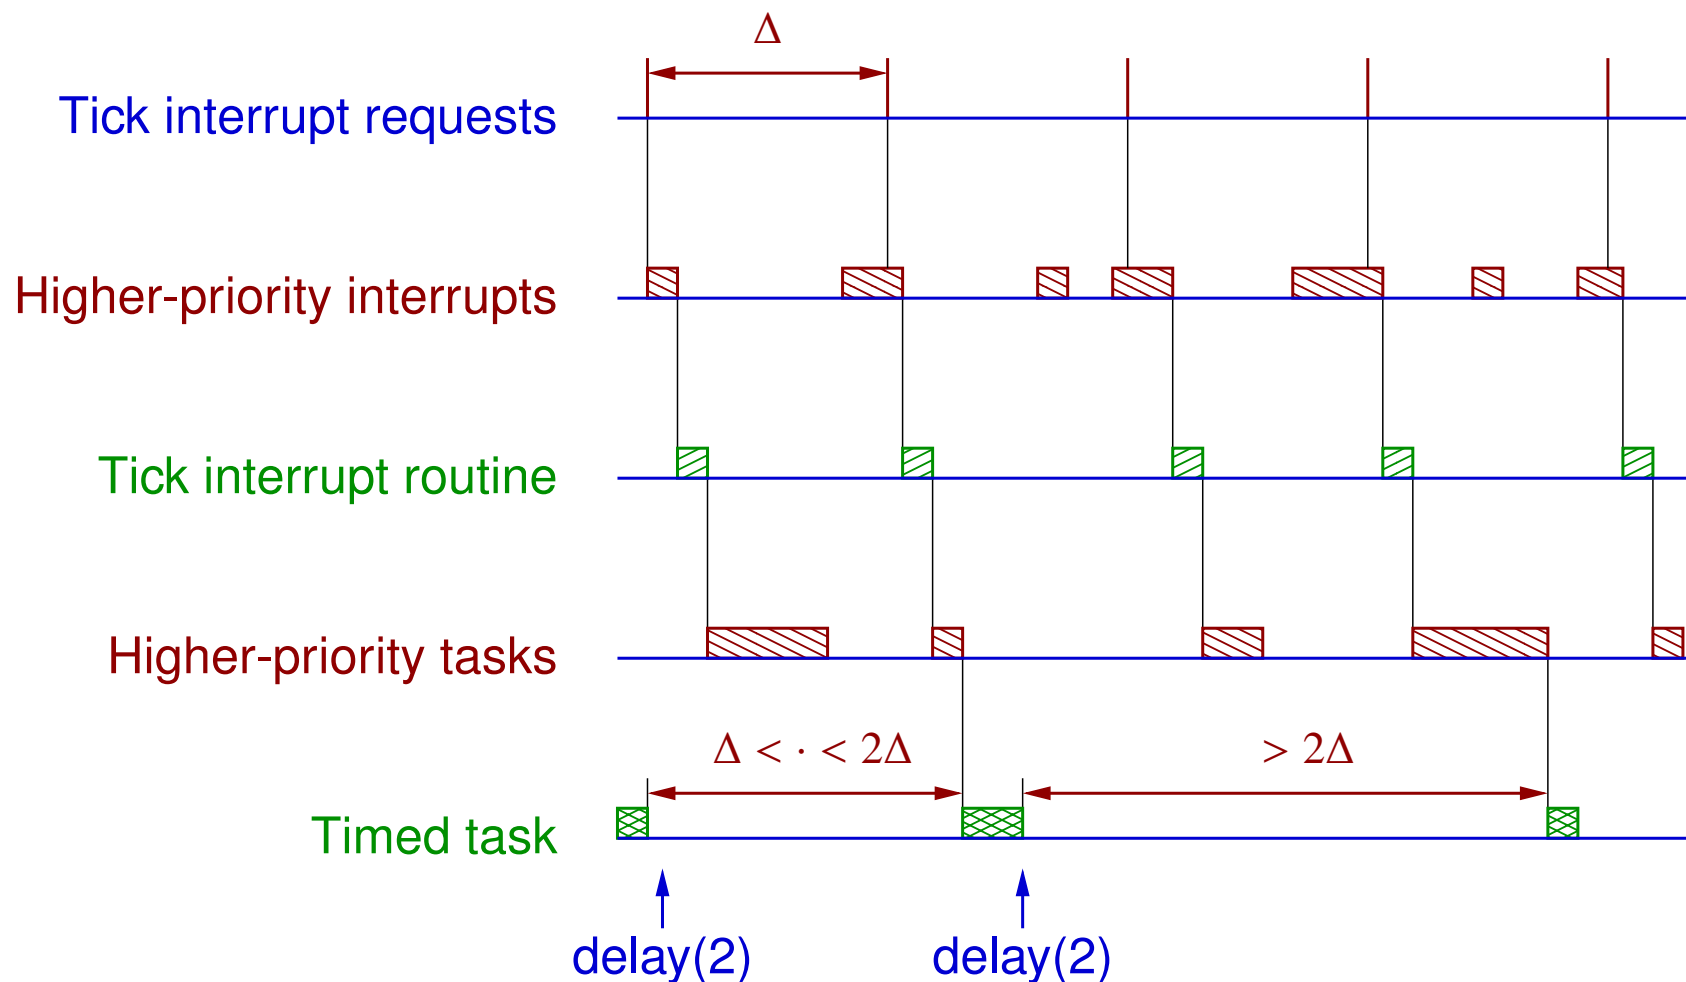 Δ
Tick interrupt requests
Higher-priority interrupts
Tick interrupt routine
Higher-priority tasks
Δ < · < 2Δ
> 2Δ
Timed task
delay(2)
delay(2)